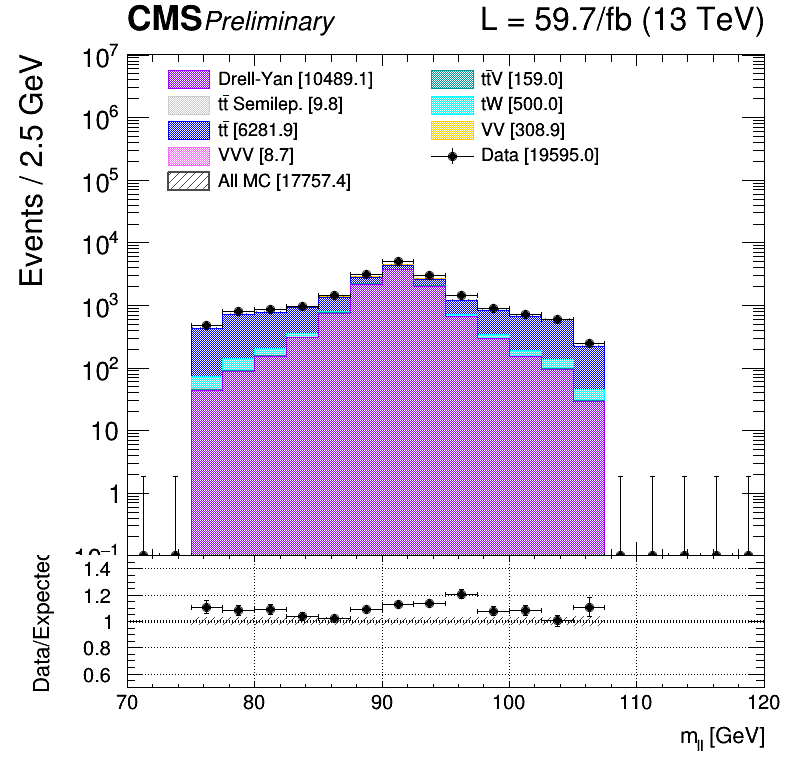 CMS Preliminary L = 59.7/fb (13 TeV)
Events / 2.5 GeV
10⁷
10⁶
10⁵
10⁴
10³
10²
10
1
10⁻¹
Drell-Yan [10489.1]
tt̄ Semilep. [9.8]
tt̄ [6281.9]
VVV [8.7]
All MC [17757.4]
tt̄V [159.0]
tW [500.0]
VV [308.9]
Data [19595.0]
Data/Expected
1.4
1.2
1
0.8
0.6
70 80 90 100 110 120
m_ll [GeV]